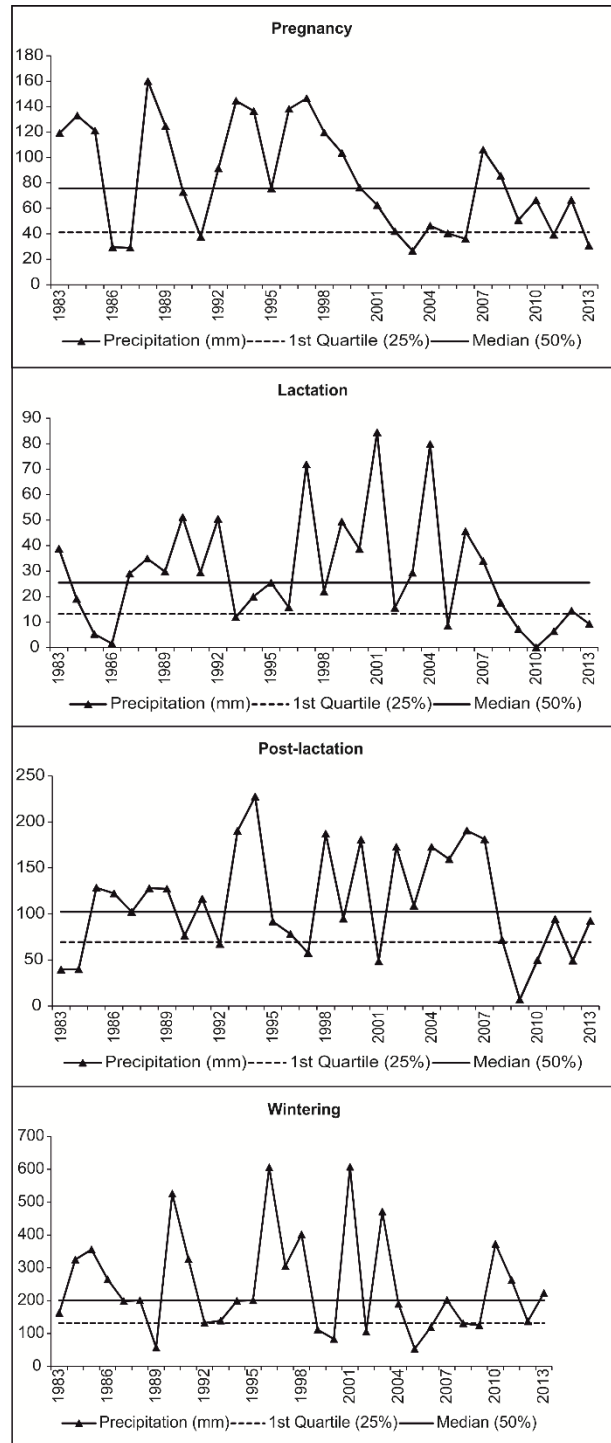 Pregnancy
180
160
140
120
100
80
60
40
20
0
1983 1986 1989 1992 1995 1998 2001 2004 2007 2010 2013
Precipitation (mm) 1st Quartile (25%) Median (50%)
Lactation
90
80
70
60
50
40
30
20
10
0
1983 1986 1989 1992 1995 1998 2001 2004 2007 2010 2013
Precipitation (mm) 1st Quartile (25%) Median (50%)
Post-lactation
250
200
150
100
50
0
1983 1986 1989 1992 1995 1998 2001 2004 2007 2010 2013
Precipitation (mm) 1st Quartile (25%) Median (50%)
Wintering
700
600
500
400
300
200
100
0
1983 1986 1989 1992 1995 1998 2001 2004 2007 2010 2013
Precipitation (mm) 1st Quartile (25%) Median (50%)